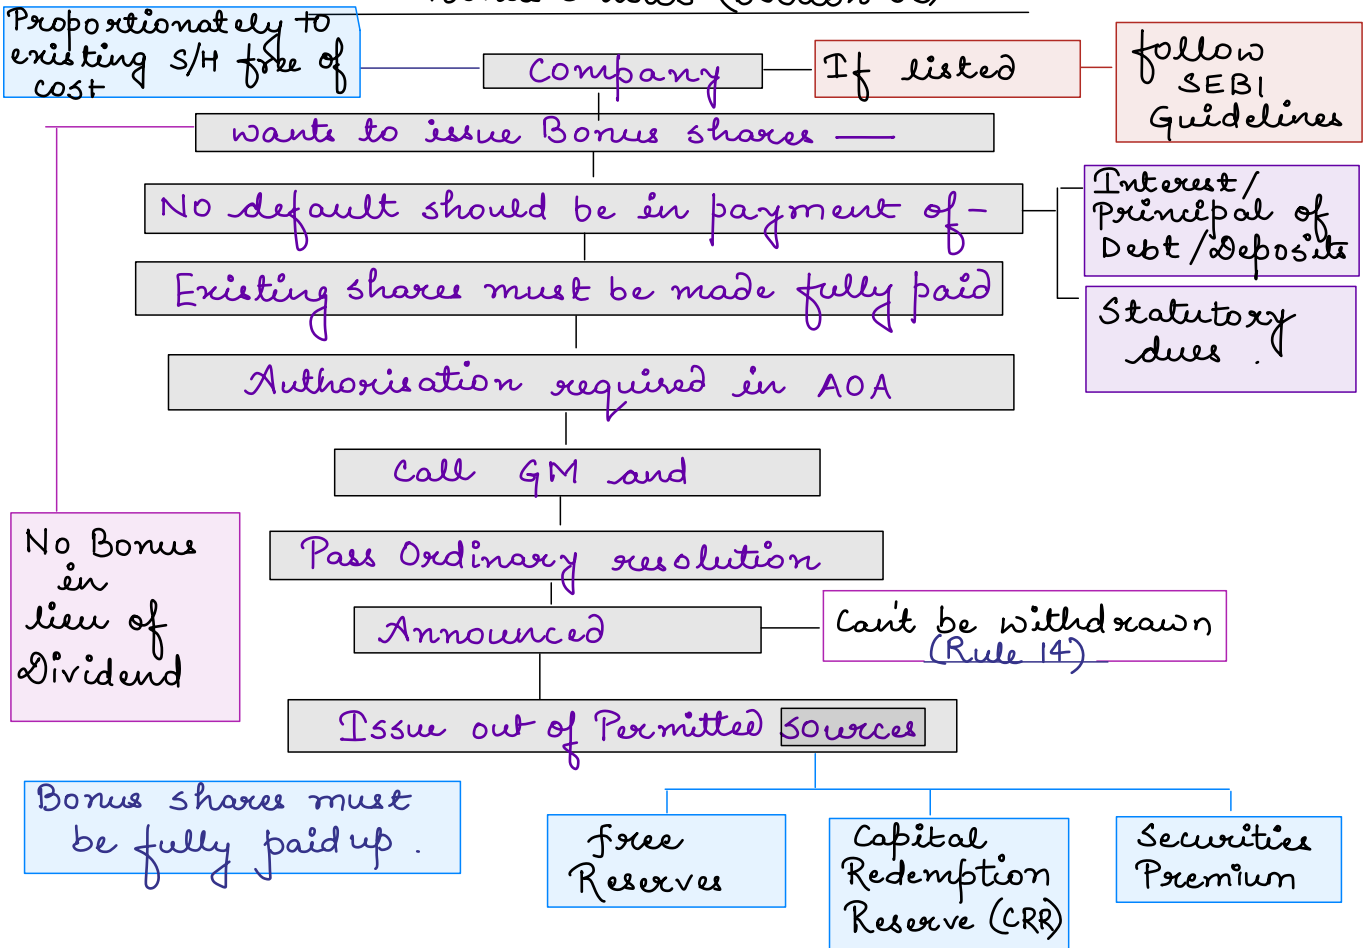 Bonus Shares (Section 63)
Proportionately to
existing S/H free of
cost
Company
If listed
follow
SEBI
Guidelines
wants to issue Bonus shares —
No default should be in payment of -
Interest/
Principal of
Debt/Deposits
Statutory
dues .
Existing shares must be made fully paid
Authorisation required in AOA
Call GM and
Pass Ordinary resolution
No Bonus
in
lieu of
Dividend
Announced
Can't be withdrawn
(Rule 14)
Issue out of Permitted sources
Bonus shares must
be fully paid up .
free
Reserves
Capital
Redemption
Reserve (CRR)
Securities
Premium